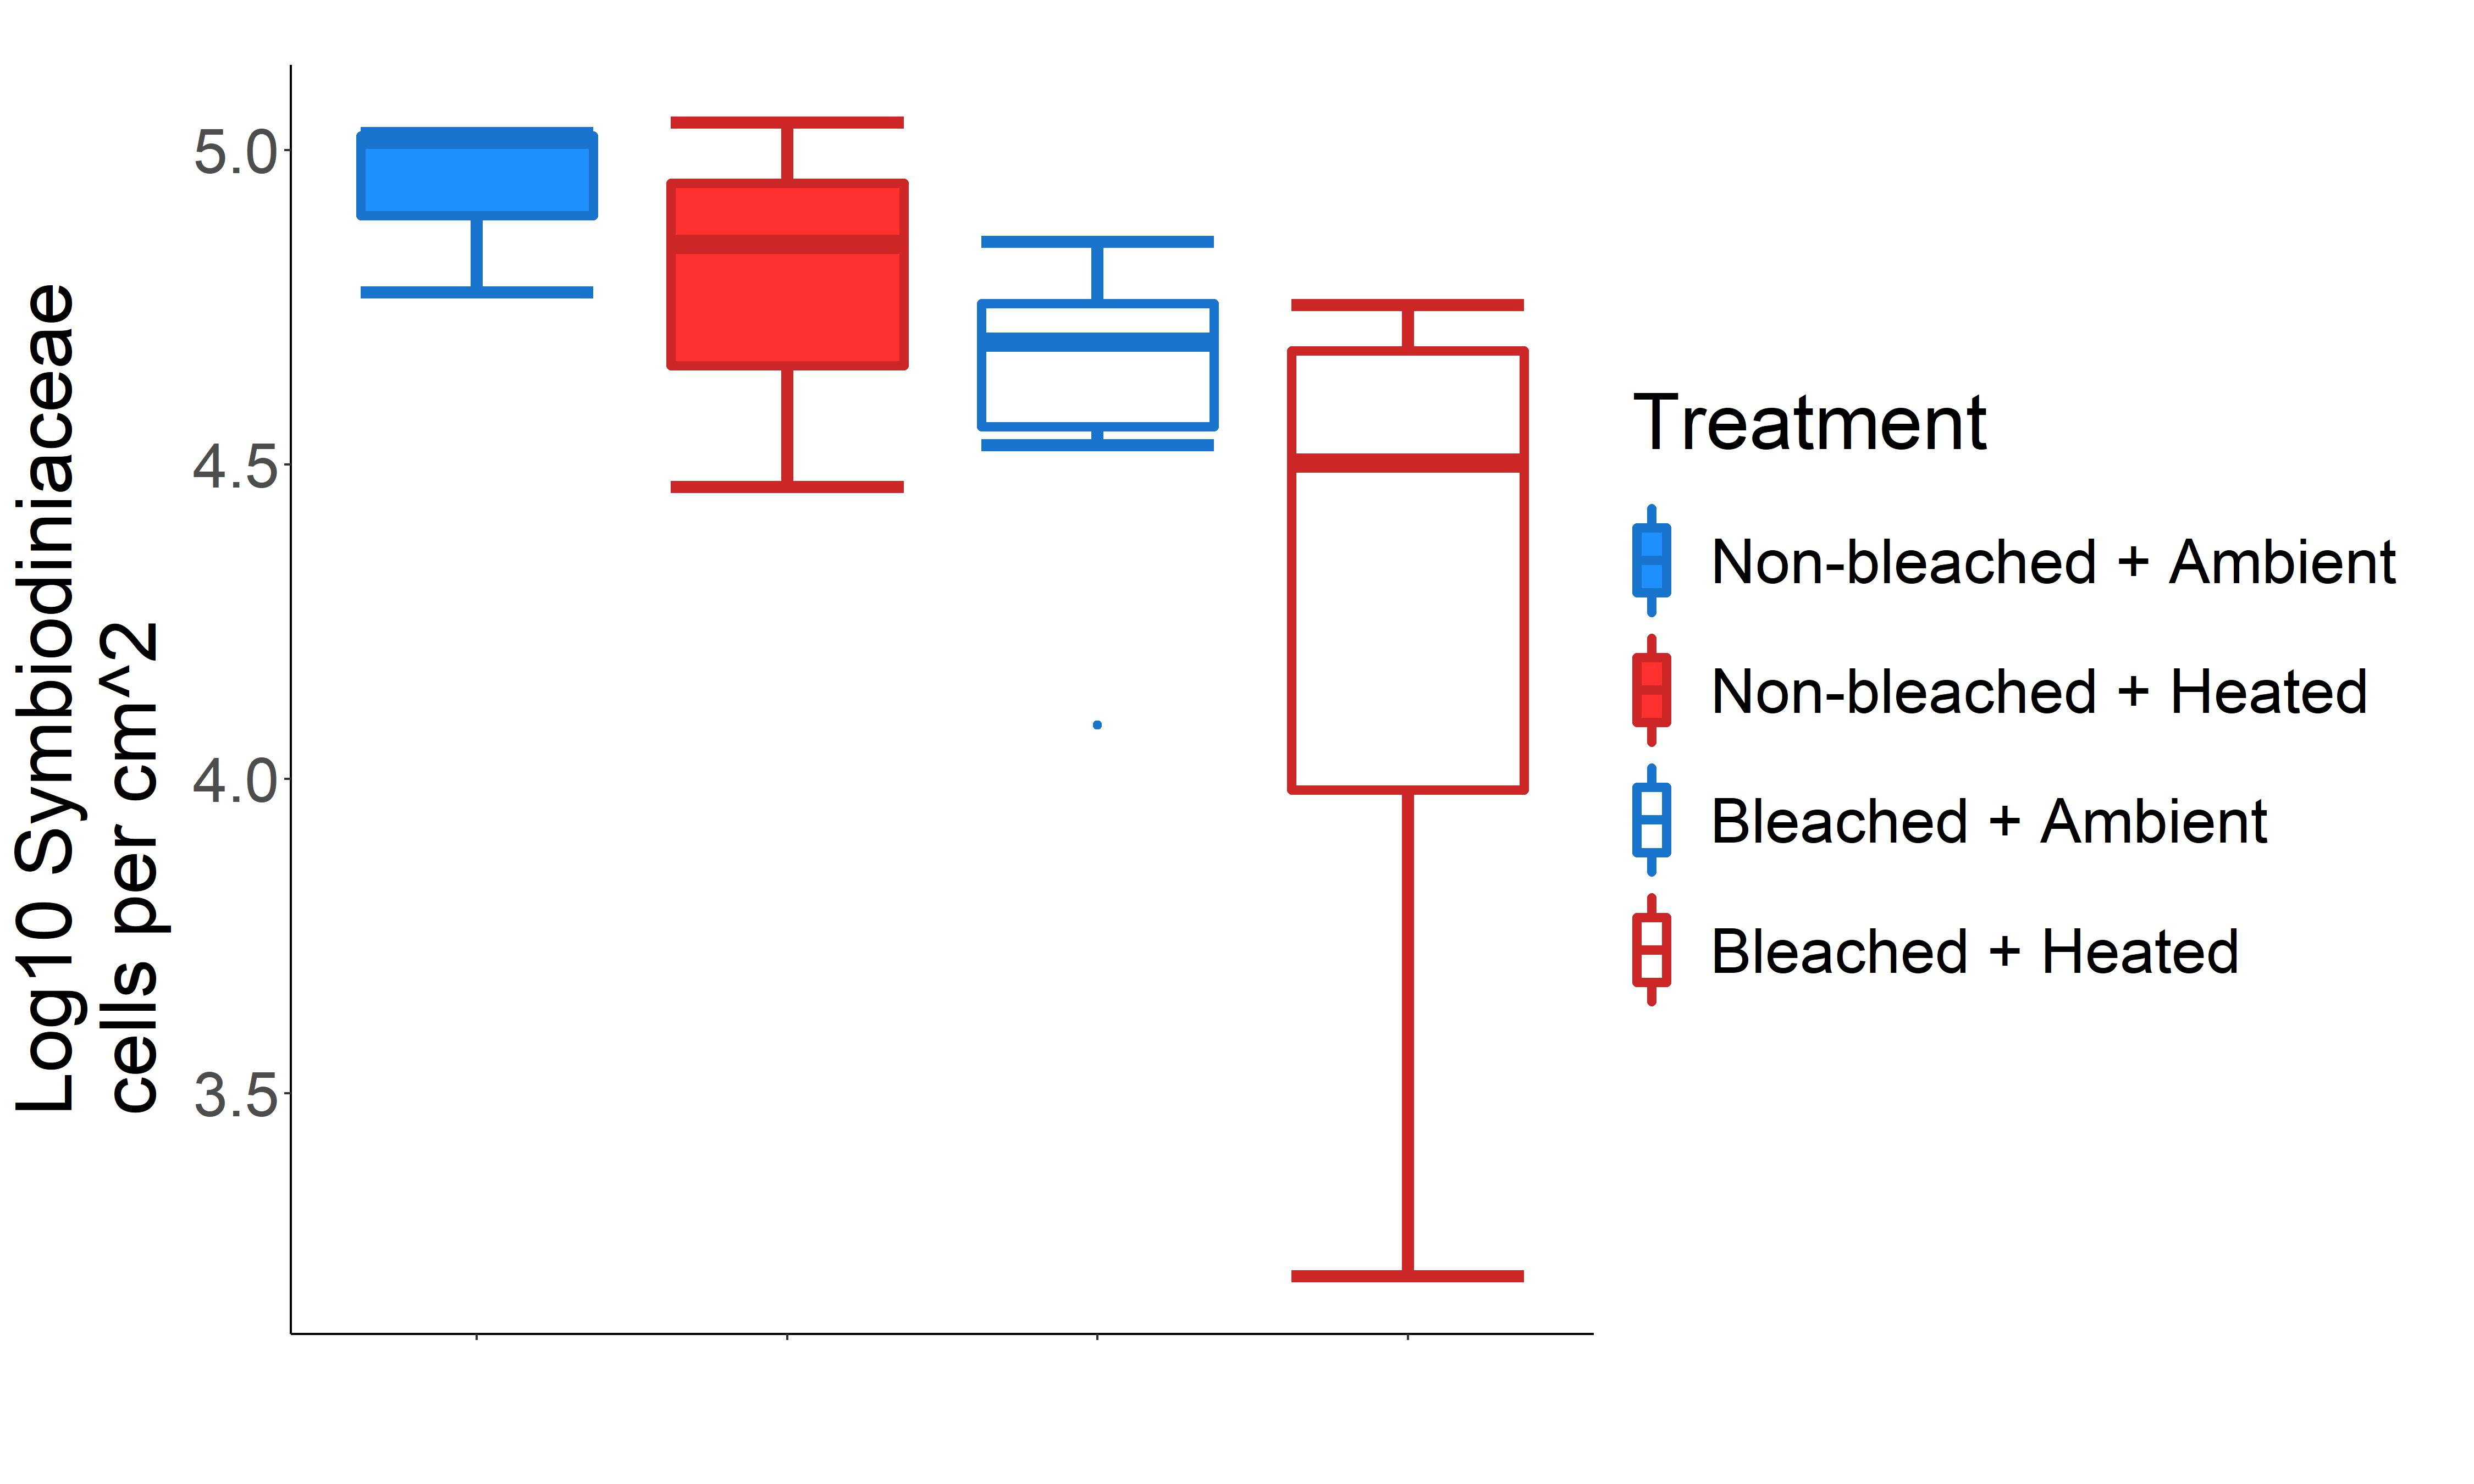 Log10 Symbiodiniaceae
cells per cm^2
5.0
4.5
4.0
3.5
Treatment
Non-bleached + Ambient
Non-bleached + Heated
Bleached + Ambient
Bleached + Heated